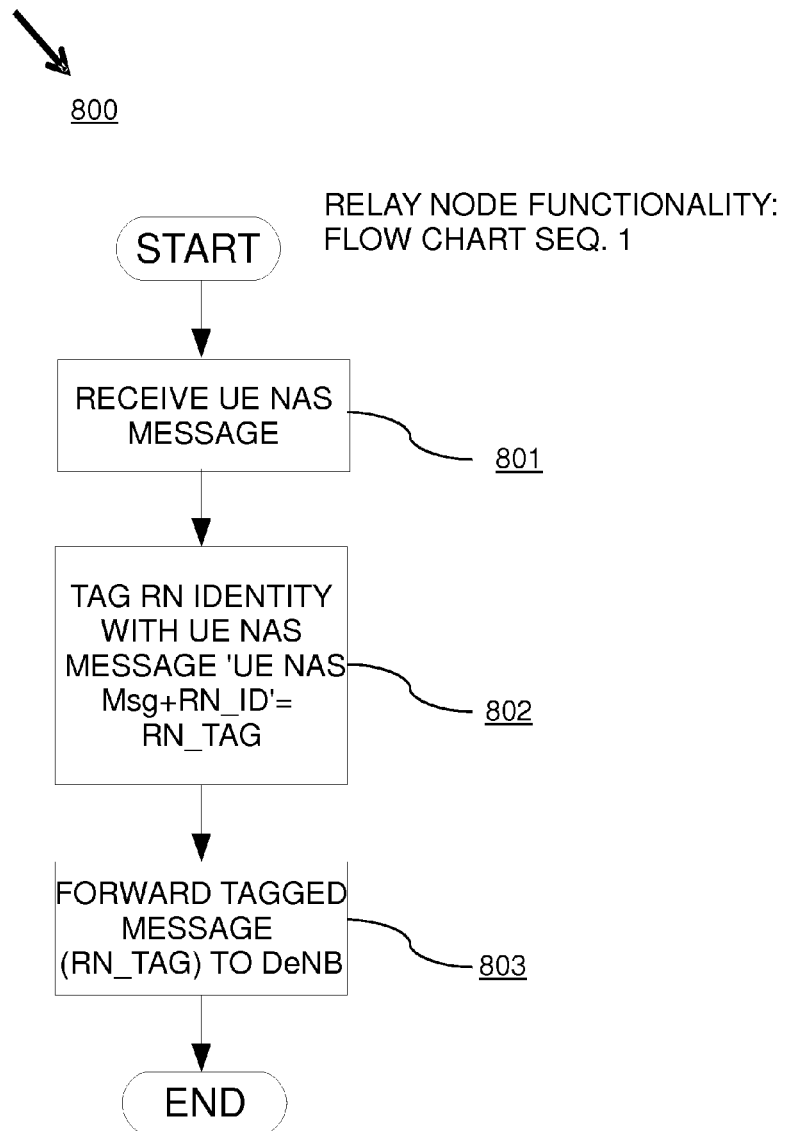 800
RELAY NODE FUNCTIONALITY:
FLOW CHART SEQ. 1
START
RECEIVE UE NAS
MESSAGE
801
TAG RN IDENTITY
WITH UE NAS
MESSAGE 'UE NAS
Msg+RN_ID'=
RN_TAG
802
FORWARD TAGGED
MESSAGE
(RN_TAG) TO DeNB
803
END